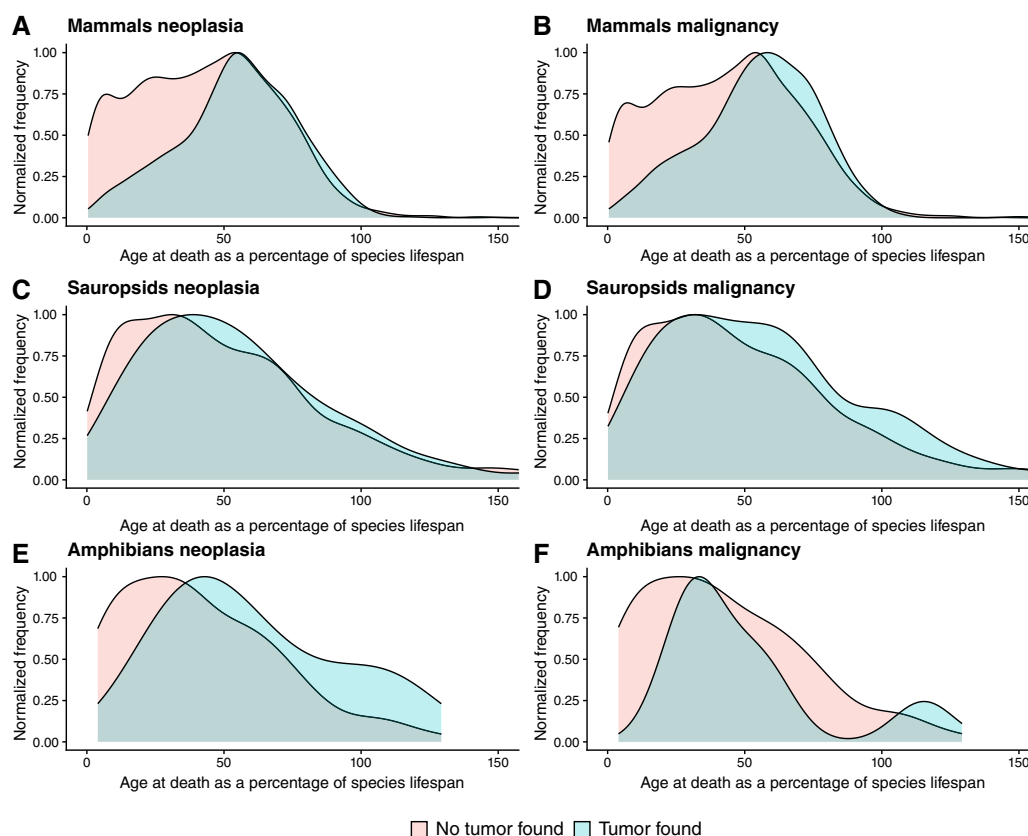 A Mammals neoplasia
Normalized frequency
1.00
0.75
0.50
0.25
0.00
0 50 100 150
Age at death as a percentage of species lifespan
B Mammals malignancy
Normalized frequency
1.00
0.75
0.50
0.25
0.00
0 50 100 150
Age at death as a percentage of species lifespan
C Sauropsids neoplasia
Normalized frequency
1.00
0.75
0.50
0.25
0.00
0 50 100 150
Age at death as a percentage of species lifespan
D Sauropsids malignancy
Normalized frequency
1.00
0.75
0.50
0.25
0.00
0 50 100 150
Age at death as a percentage of species lifespan
E Amphibians neoplasia
Normalized frequency
1.00
0.75
0.50
0.25
0.00
0 50 100 150
Age at death as a percentage of species lifespan
F Amphibians malignancy
Normalized frequency
1.00
0.75
0.50
0.25
0.00
0 50 100 150
Age at death as a percentage of species lifespan
No tumor found Tumor found